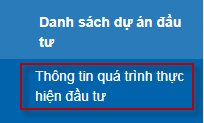 Danh sách dự án đầu
tư
Thông tin quá trình thực
hiện đầu tư